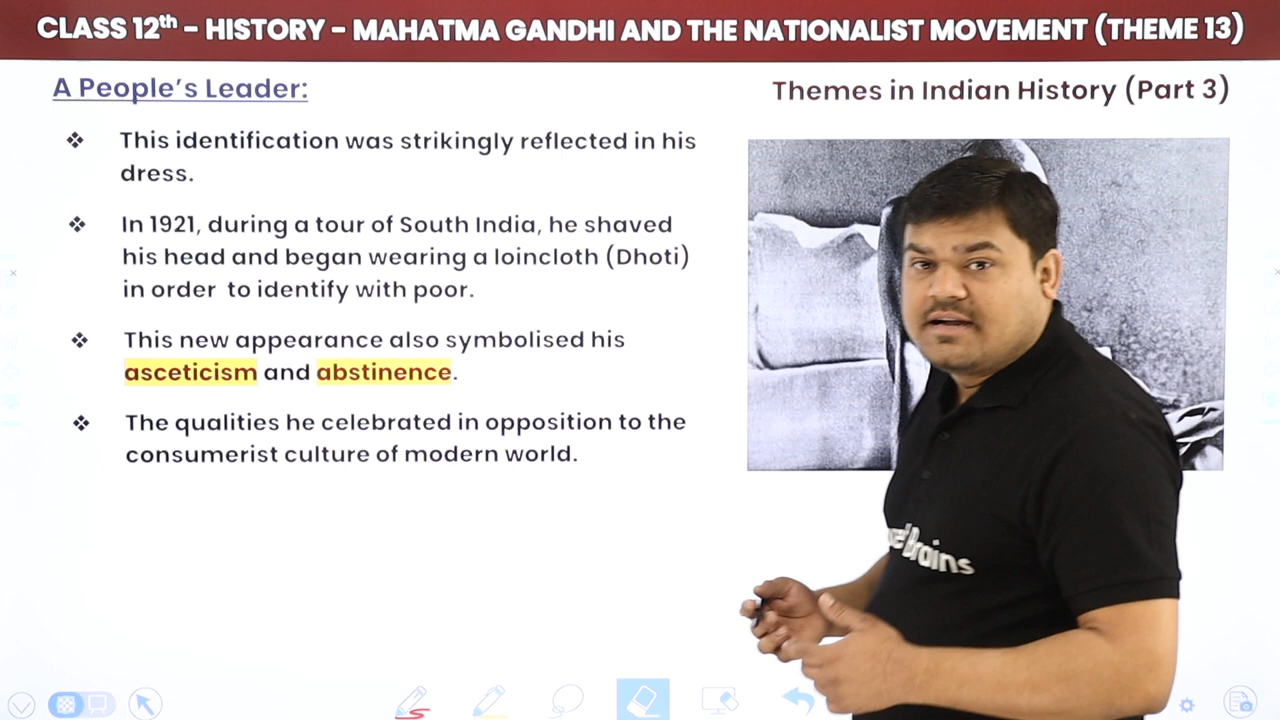 CLASS 12th – HISTORY – MAHATMA GANDHI AND THE NATIONALIST MOVEMENT (THEME 13)
A People's Leader:
Themes in Indian History (Part 3)
This identification was strikingly reflected in his
dress.
In 1921, during a tour of South India, he shaved
his head and began wearing a loincloth (Dhoti)
in order to identify with poor.
This new appearance also symbolised his
asceticism and abstinence.
The qualities he celebrated in opposition to the
consumerist culture of modern world.
Brains